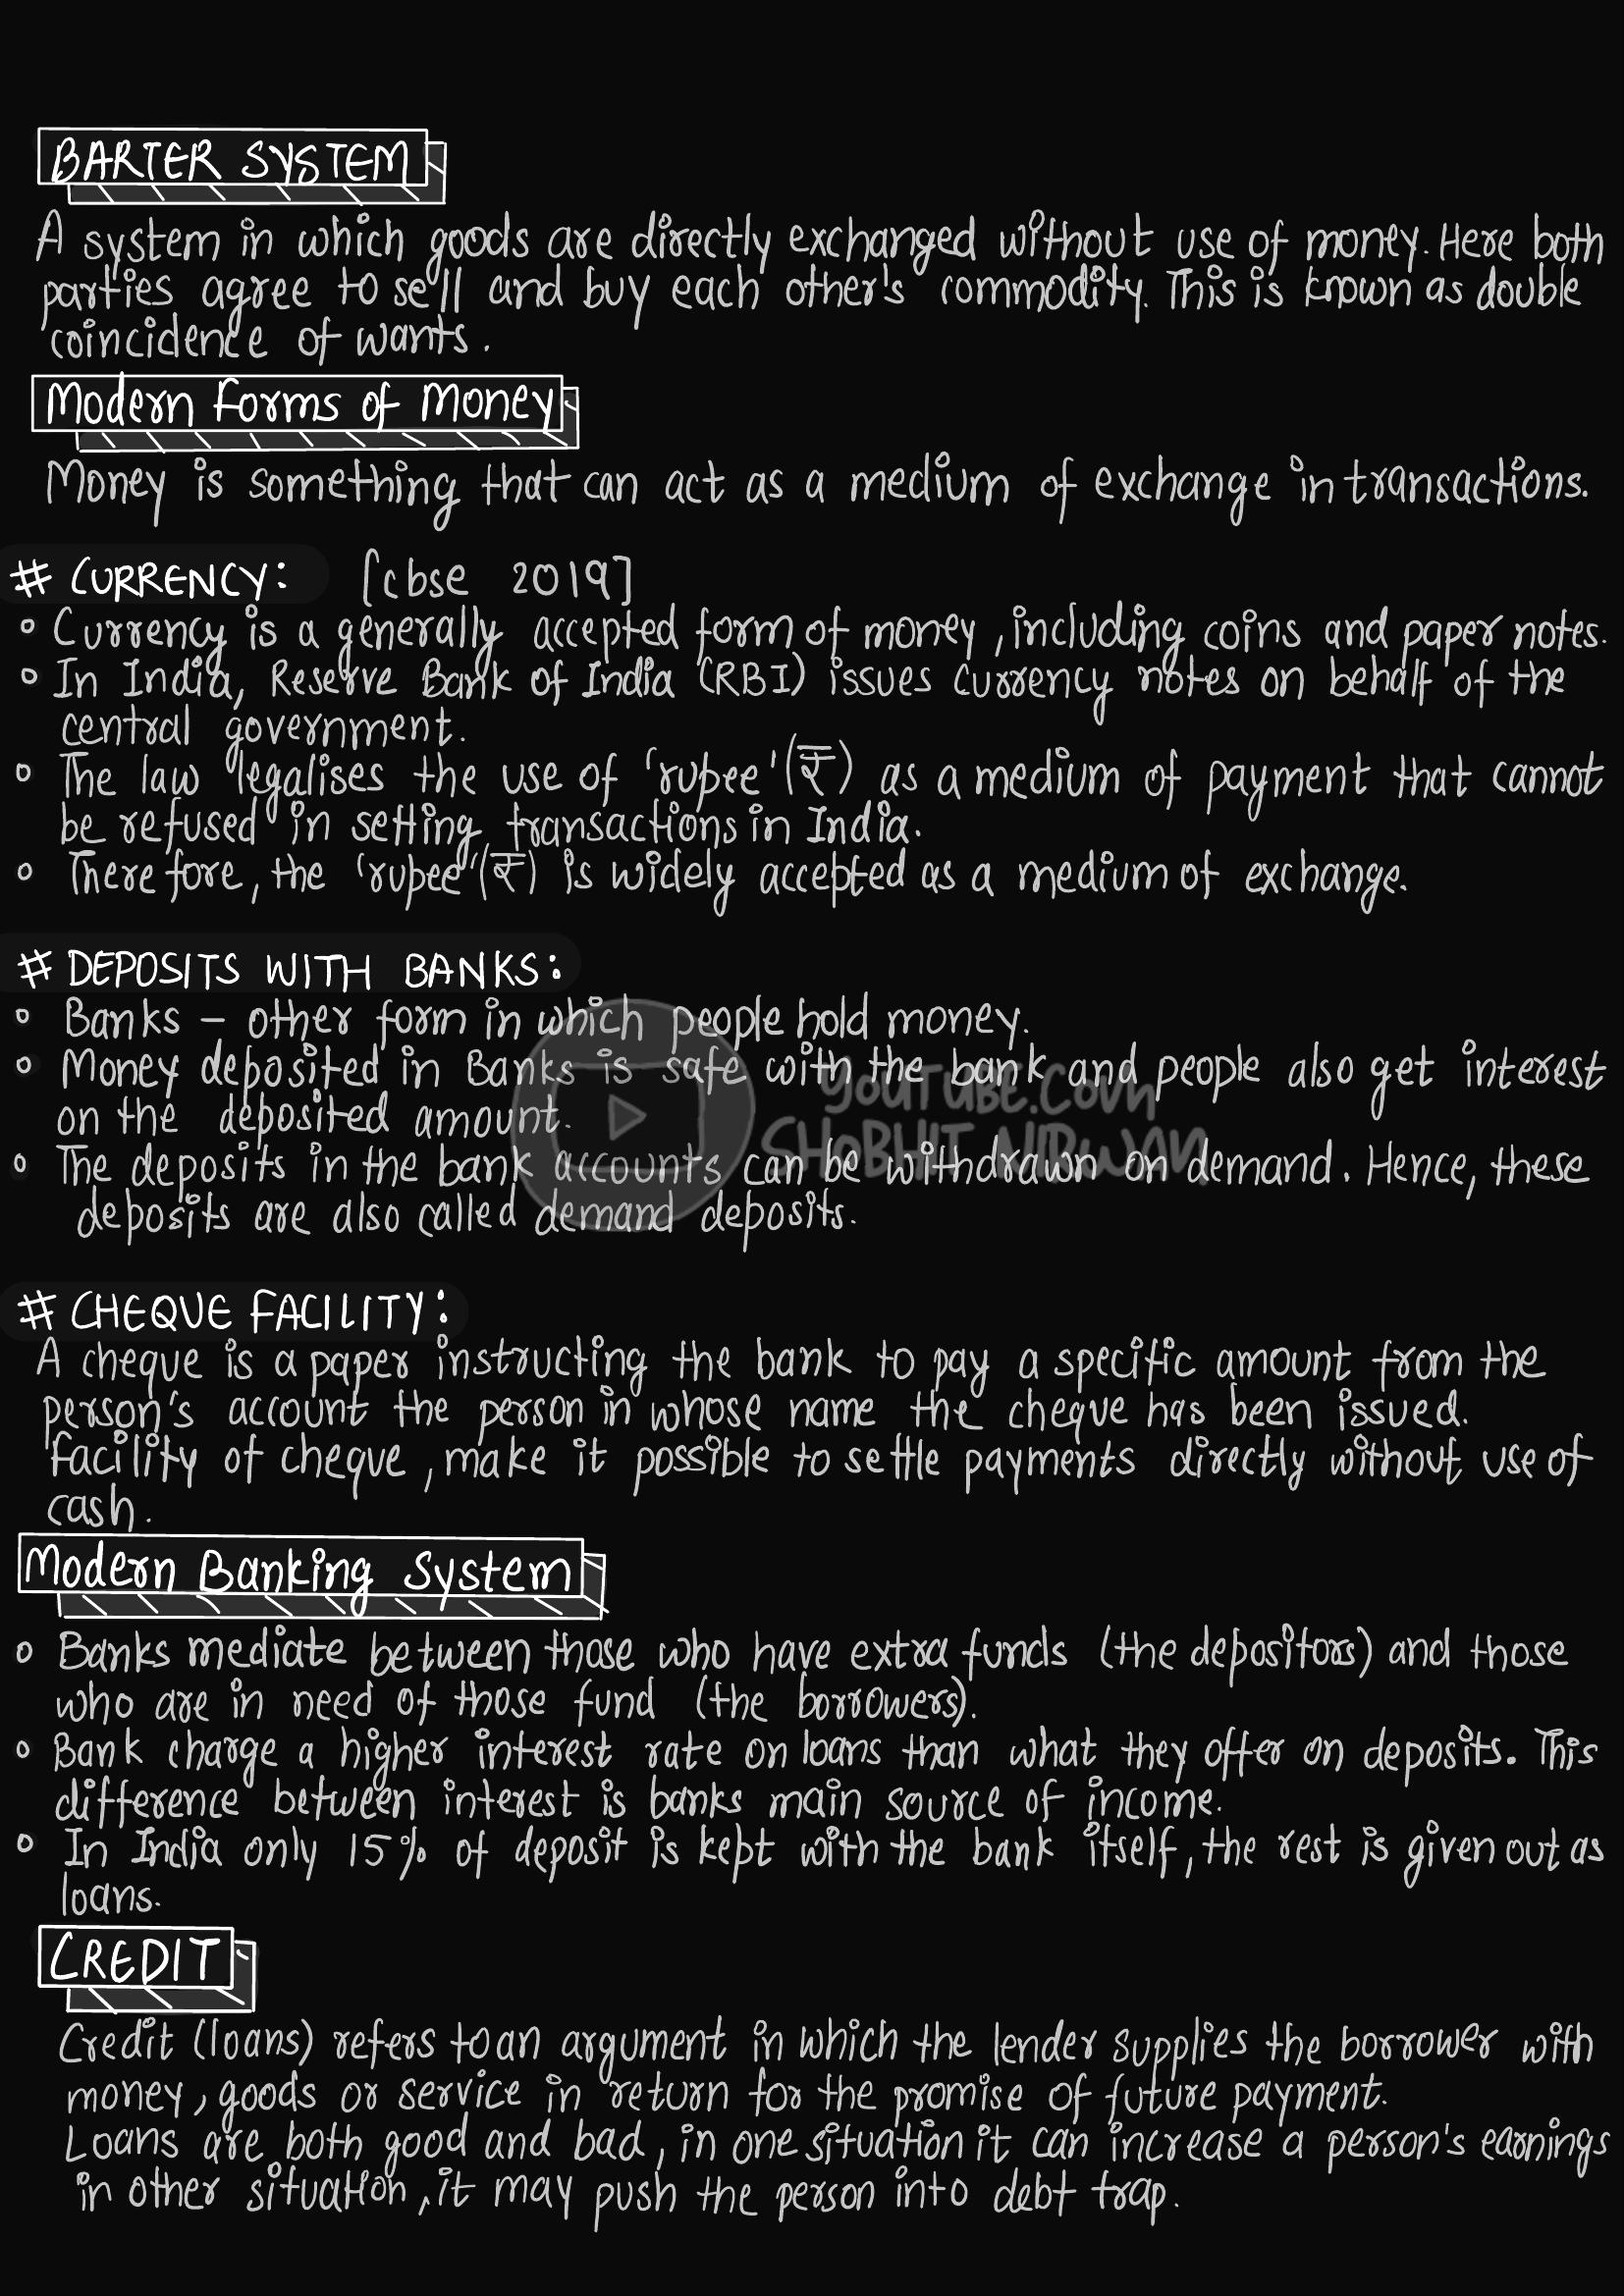 BARTER SYSTEM
A system in which goods are directly exchanged without use of money. Here both
parties agree to sell and buy each other's commodity. This is known as double
coincidence of wants.
Modern Forms of Money
Money is something that can act as a medium of exchange in transactions.
# CURRENCY: [cbse 2019]
° Currency is a generally accepted form of money, including coins and paper notes.
° In India, Reserve Bank of India (RBI) issues currency notes on behalf of the
central government.
° The law legalises the use of 'rupee' (₹) as a medium of payment that cannot
be refused in setting transactions in India.
° Therefore, the 'rupee' (₹) is widely accepted as a medium of exchange.
# DEPOSITS WITH BANKS:
° Banks – other form in which people hold money.
° Money deposited in Banks is safe with the bank and people also get interest
on the deposited amount.
YOUTUBE.COM
SHOBHIT NIRWAN
° The deposits in the bank accounts can be withdrawn on demand. Hence, these
deposits are also called demand deposits.
# CHEQUE FACILITY:
A cheque is a paper instructing the bank to pay a specific amount from the
person's account the person in whose name the cheque has been issued.
Facility of cheque, make it possible to settle payments directly without use of
cash.
Modern Banking System
° Banks mediate between those who have extra funds (the depositors) and those
who are in need of those fund (the borrowers).
° Bank charge a higher interest rate on loans than what they offer on deposits. This
difference between interest is banks main source of income.
° In India only 15% of deposit is kept with the bank itself, the rest is given out as
loans.
CREDIT
Credit (loans) refers to an argument in which the lender supplies the borrower with
money, goods or service in return for the promise of future payment.
Loans are both good and bad, in one situation it can increase a person's earnings
in other situation, it may push the person into debt trap.